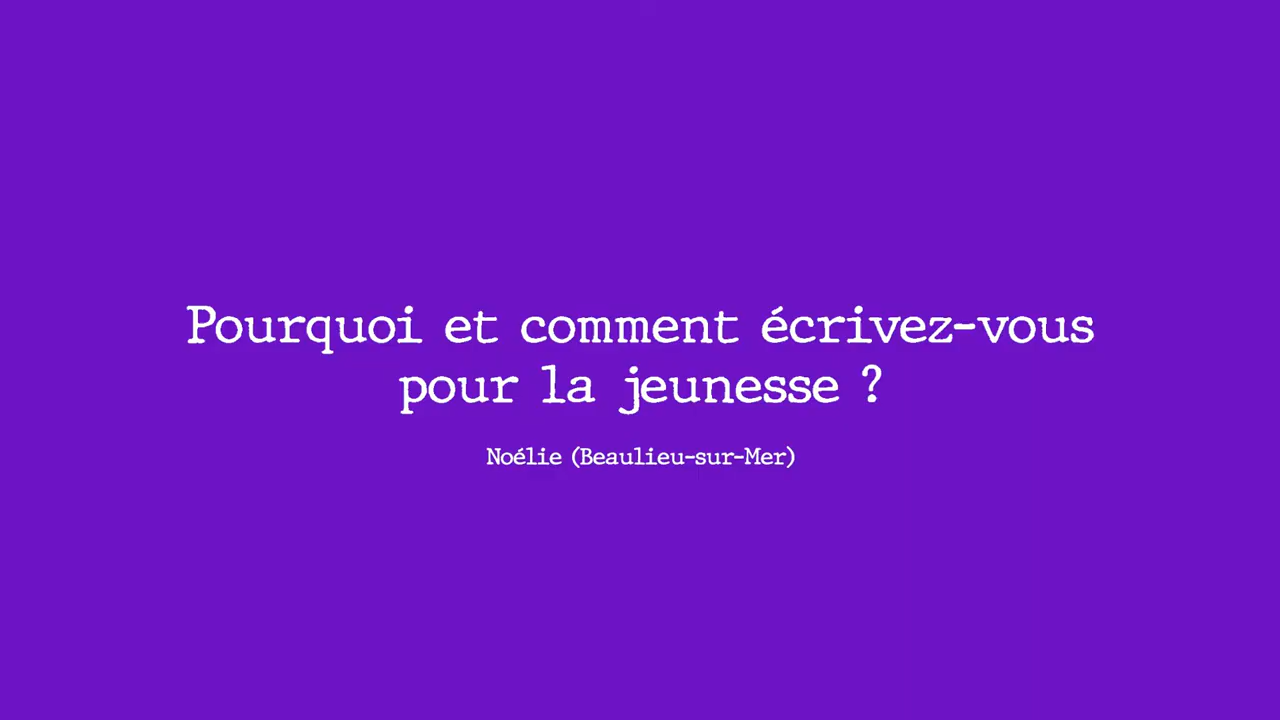 Pourquoi et comment écrivez-vous
pour la jeunesse ?
Noélie (Beaulieu-sur-Mer)